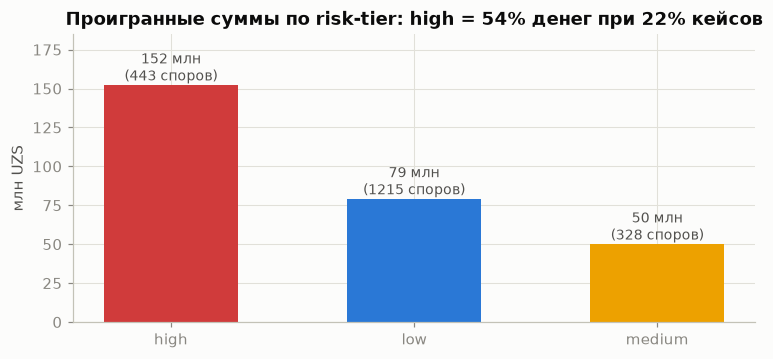 Проигранные суммы по risk-tier: high = 54% денег при 22% кейсов
млн UZS
175
150
125
100
75
50
25
0
152 млн
(443 споров)
79 млн
(1215 споров)
50 млн
(328 споров)
high
low
medium